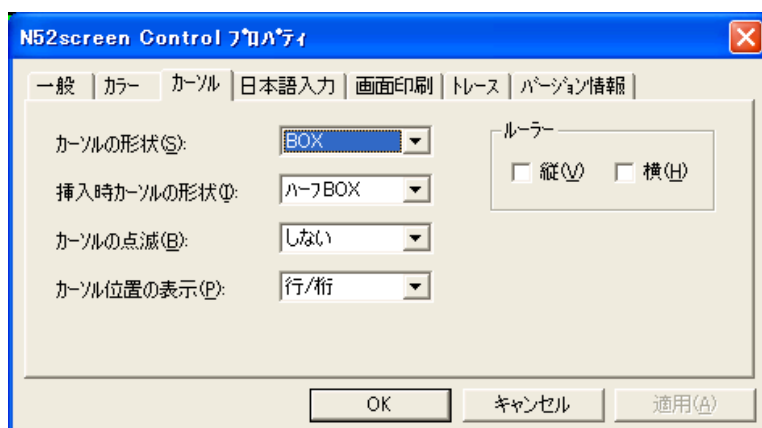 N52screen Control ﾌﾟﾛﾊﾟﾃｨ
一般 ｶﾗｰ ｶｰｿﾙ 日本語入力 画面印刷 ﾄﾚｰｽ ﾊﾞｰｼﾞｮﾝ情報
ｶｰｿﾙの形状(S): BOX
挿入時ｶｰｿﾙの形状(I): ﾊｰﾌBOX
ｶｰｿﾙの点滅(B): しない
ｶｰｿﾙ位置の表示(P): 行/桁
ﾙｰﾗｰ
縦(V) 横(H)
OK ｷｬﾝｾﾙ 適用(A)